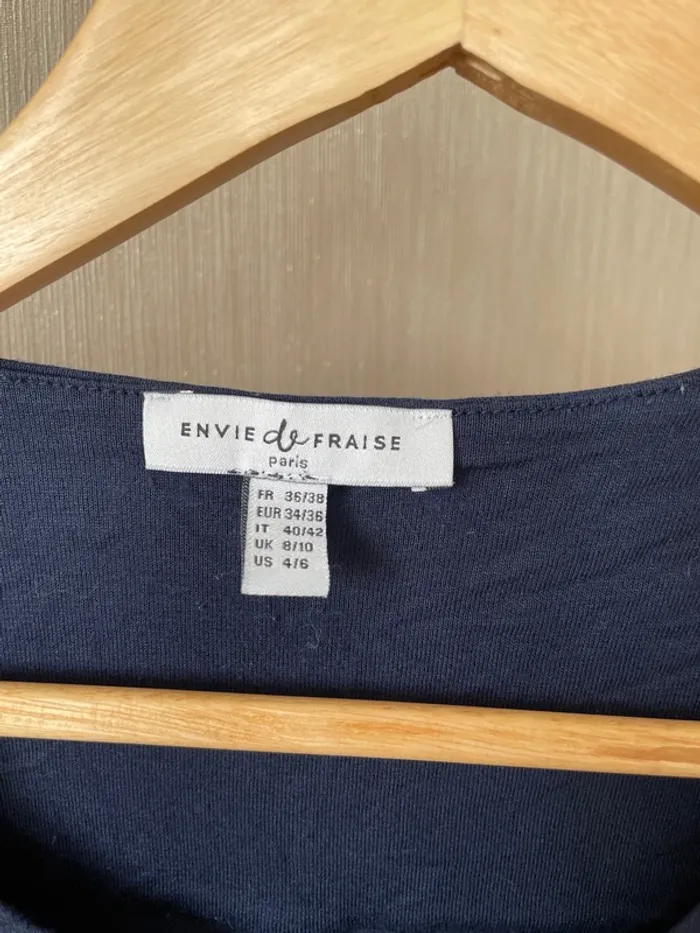 ENVIE de FRAISE
paris
FR 36/38
EUR 34/36
IT 40/42
UK 8/10
US 4/6